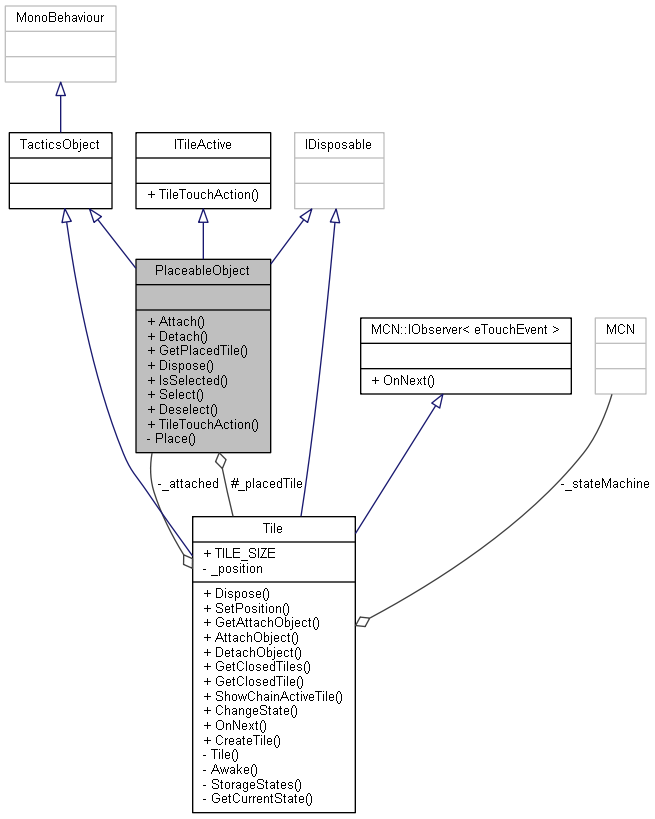 MonoBehaviour
TacticsObject
ITileActive
+ TileTouchAction()
IDisposable
PlaceableObject
+ Attach()
+ Detach()
+ GetPlacedTile()
+ Dispose()
+ IsSelected()
+ Select()
+ Deselect()
+ TileTouchAction()
- Place()
MCN::IObserver< eTouchEvent >
+ OnNext()
MCN
-_attached
#_placedTile
-_stateMachine
Tile
+ TILE_SIZE
- _position
+ Dispose()
+ SetPosition()
+ GetAttachObject()
+ AttachObject()
+ DetachObject()
+ GetClosedTiles()
+ GetClosedTile()
+ ShowChainActiveTile()
+ ChangeState()
+ OnNext()
+ CreateTile()
- Tile()
- Awake()
- StorageStates()
- GetCurrentState()